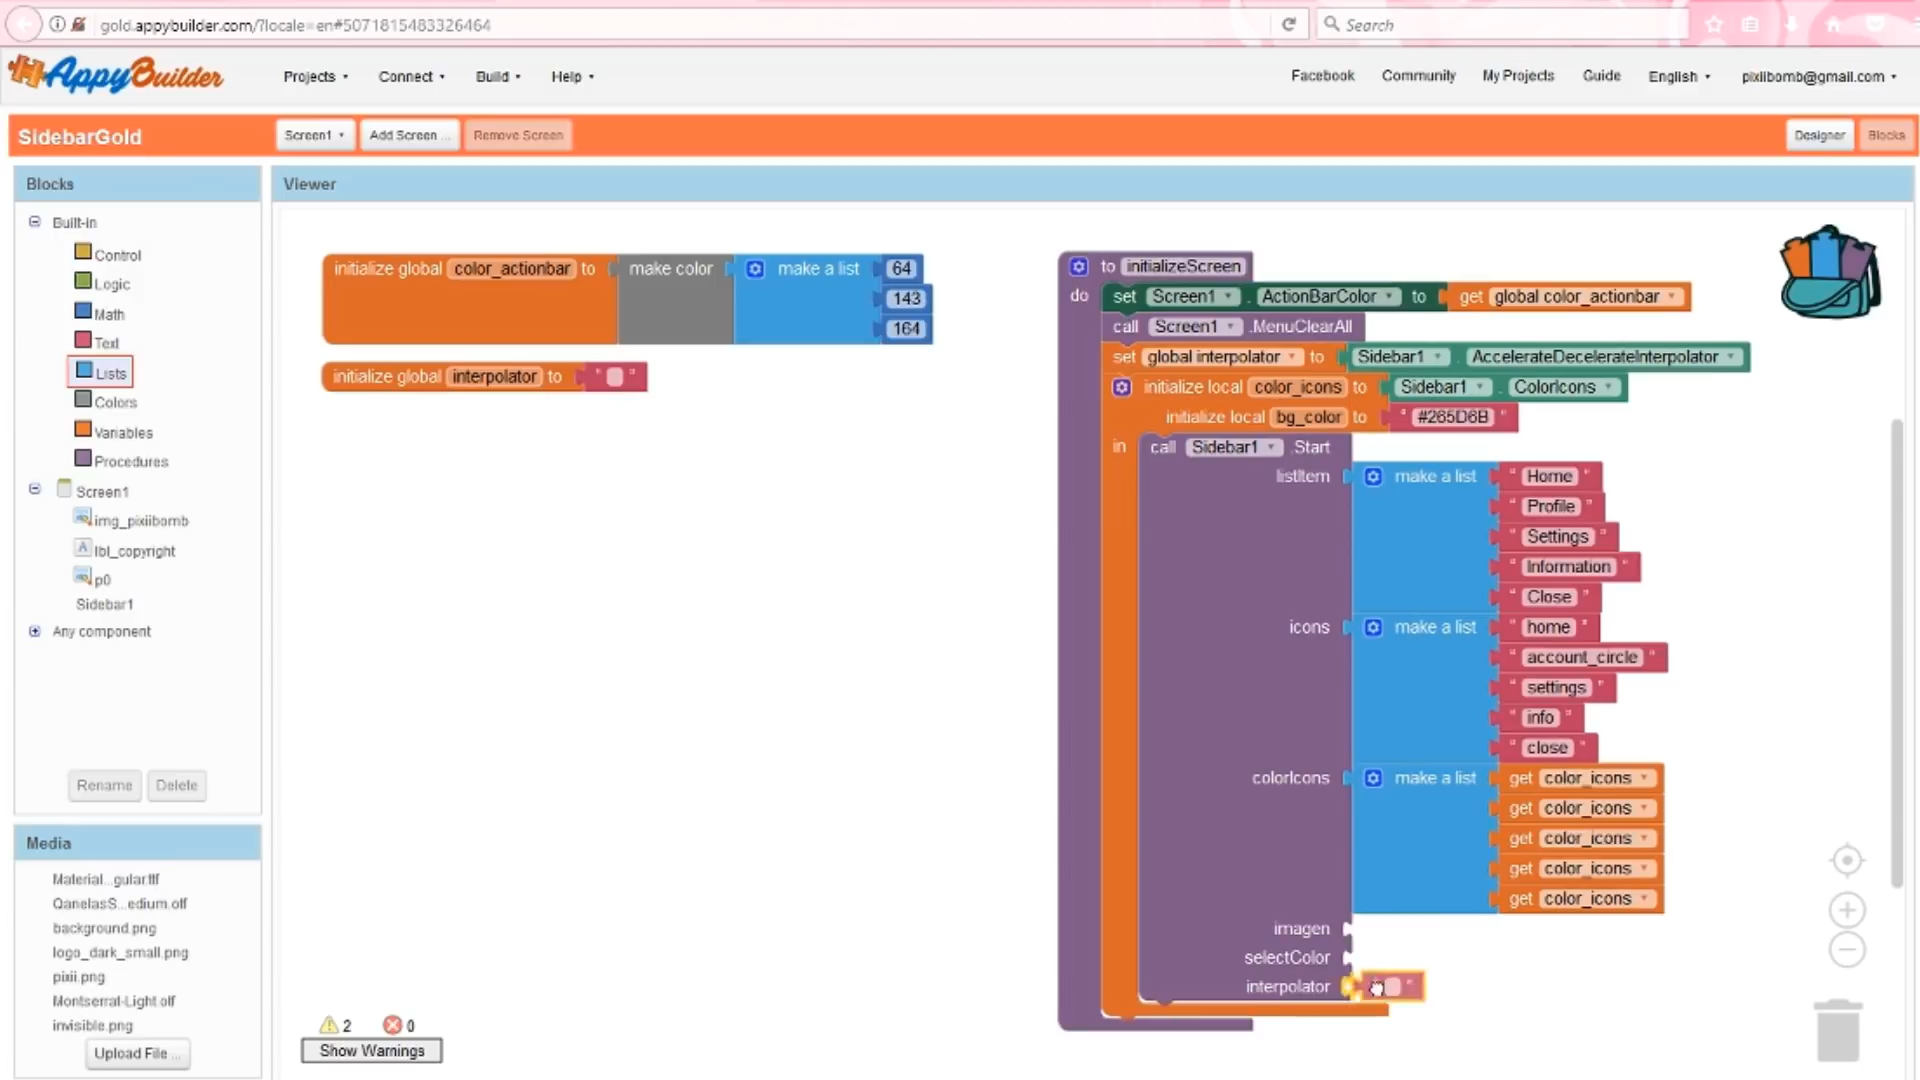 gold.appybuilder.com/?locale=en#5071815483326464
Search
AppyBuilder
Projects
Connect
Build
Help
Facebook
Community
My Projects
Guide
English
pixiibomb@gmail.com
SidebarGold
Screen1
Add Screen ...
Remove Screen
Designer
Blocks
Blocks
Viewer
Built-in
Control
Logic
Math
Text
Lists
Colors
Variables
Procedures
Screen1
img_pixiibomb
lbl_copyright
p0
Sidebar1
Any component
Rename
Delete
Media
Material...gular.ttf
QanelasS...edium.otf
background.png
logo_dark_small.png
pixii.png
Montserrat-Light.otf
invisible.png
Upload File ...
initialize global color_actionbar to make color make a list 64
143
164
initialize global interpolator to " "
2
0
Show Warnings
to initializeScreen
do set Screen1 . ActionBarColor to get global color_actionbar
call Screen1 .MenuClearAll
set global interpolator to Sidebar1 . AccelerateDecelerateInterpolator
initialize local color_icons to Sidebar1 . ColorIcons
initialize local bg_color to " #265D6B "
in call Sidebar1 .Start
listItem make a list " Home "
" Profile "
" Settings "
" Information "
" Close "
icons make a list " home "
" account_circle "
" settings "
" info "
" close "
colorIcons make a list get color_icons
get color_icons
get color_icons
get color_icons
get color_icons
imagen
selectColor
interpolator " "